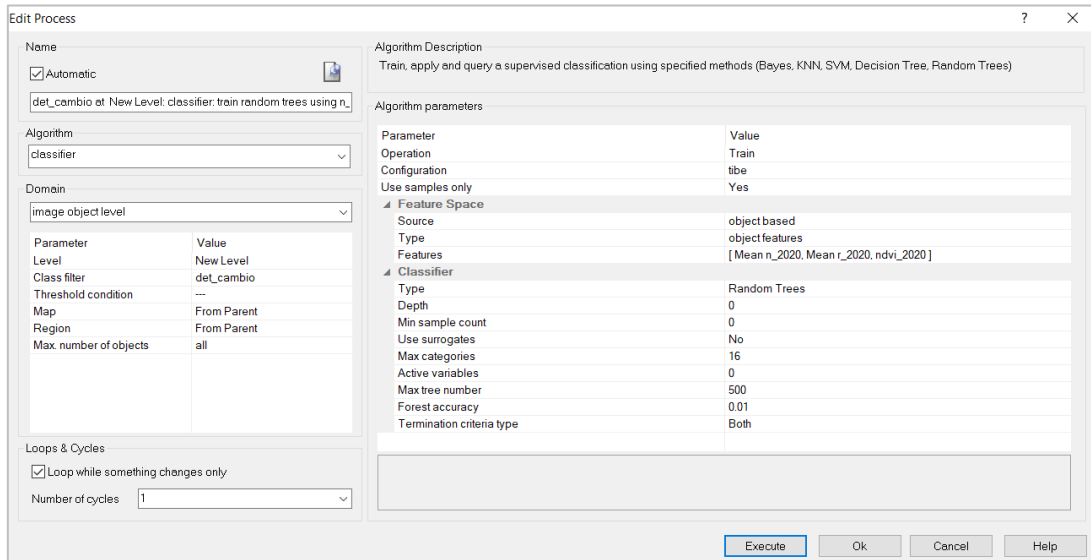 Edit Process ? ×
Name
Automatic
det_cambio at New Level: classifier: train random trees using n_
Algorithm
classifier
Domain
image object level
Parameter Value
Level New Level
Class filter det_cambio
Threshold condition ---
Map From Parent
Region From Parent
Max. number of objects all
Loops & Cycles
Loop while something changes only
Number of cycles 1
Algorithm Description
Train, apply and query a supervised classification using specified methods (Bayes, KNN, SVM, Decision Tree, Random Trees)
Algorithm parameters
Parameter Value
Operation Train
Configuration tibe
Use samples only Yes
Feature Space
Source object based
Type object features
Features [ Mean n_2020, Mean r_2020, ndvi_2020 ]
Classifier
Type Random Trees
Depth 0
Min sample count 0
Use surrogates No
Max categories 16
Active variables 0
Max tree number 500
Forest accuracy 0.01
Termination criteria type Both
Execute Ok Cancel Help